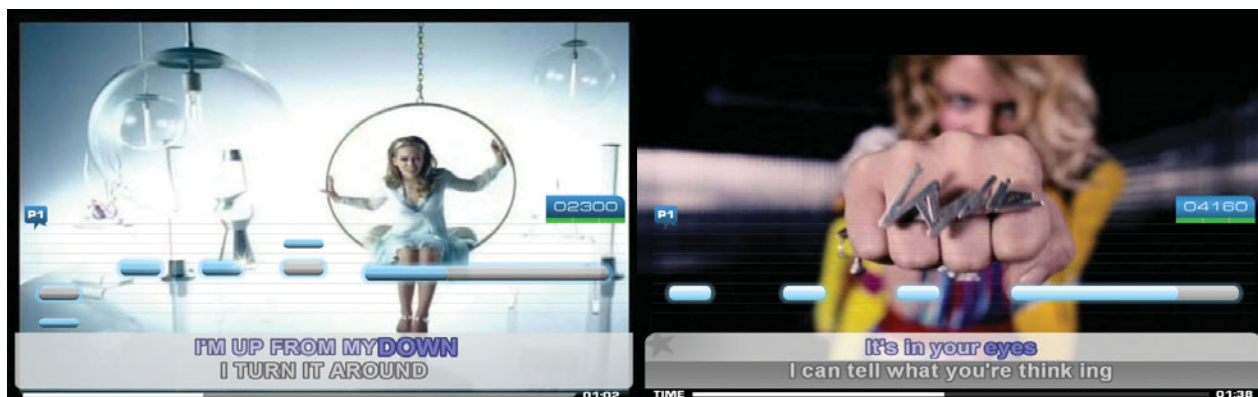 P1
02300
I'M UP FROM MY DOWN
I TURN IT AROUND
01:02
P1
04160
Kylie
It's in your eyes
I can tell what you're think ing
TIME
01:38